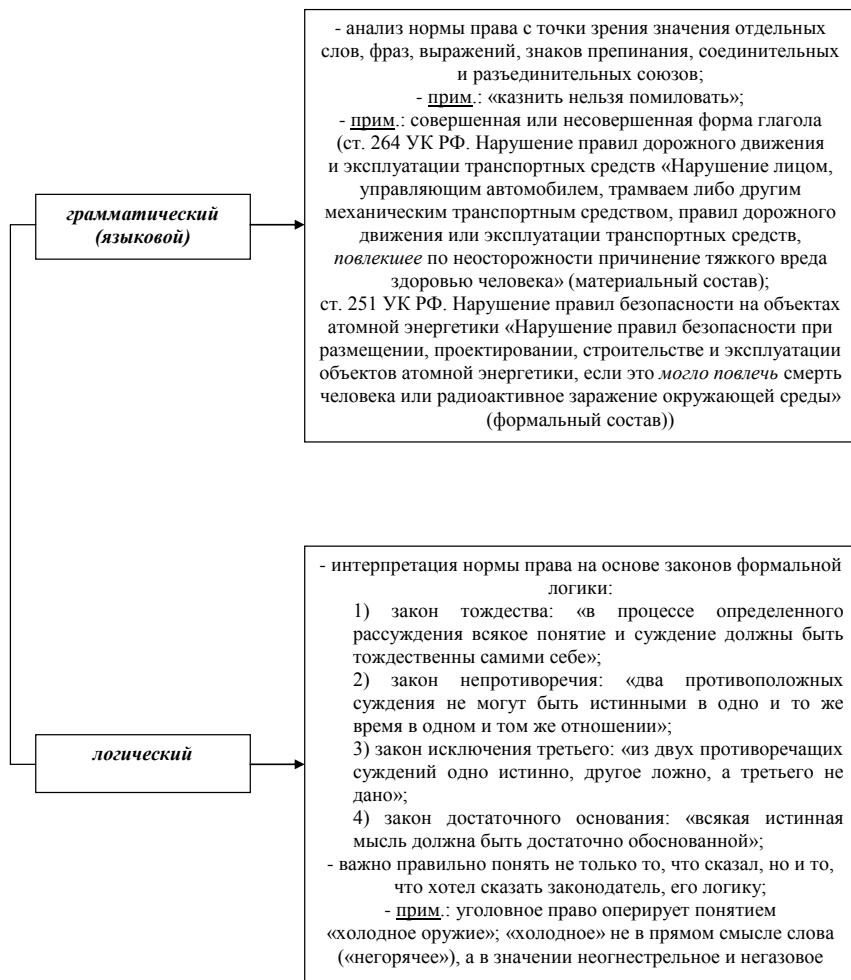 - анализ нормы права с точки зрения значения отдельных
слов, фраз, выражений, знаков препинания, соединительных
и разъединительных союзов;
- прим.: «казнить нельзя помиловать»;
- прим.: совершенная или несовершенная форма глагола
(ст. 264 УК РФ. Нарушение правил дорожного движения
и эксплуатации транспортных средств «Нарушение лицом,
управляющим автомобилем, трамваем либо другим
механическим транспортным средством, правил дорожного
движения или эксплуатации транспортных средств,
повлекшее по неосторожности причинение тяжкого вреда
здоровью человека» (материальный состав);
ст. 251 УК РФ. Нарушение правил безопасности на объектах
атомной энергетики «Нарушение правил безопасности при
размещении, проектировании, строительстве и эксплуатации
объектов атомной энергетики, если это могло повлечь смерть
человека или радиоактивное заражение окружающей среды»
(формальный состав))
грамматический
(языковой)
- интерпретация нормы права на основе законов формальной
логики:
1) закон тождества: «в процессе определенного
рассуждения всякое понятие и суждение должны быть
тождественны самими себе»;
2) закон непротиворечия: «два противоположных
суждения не могут быть истинными в одно и то же
время в одном и том же отношении»;
3) закон исключения третьего: «из двух противоречащих
суждений одно истинно, другое ложно, а третьего не
дано»;
4) закон достаточного основания: «всякая истинная
мысль должна быть достаточно обоснованной»;
- важно правильно понять не только то, что сказал, но и то,
что хотел сказать законодатель, его логику;
- прим.: уголовное право оперирует понятием
«холодное оружие»; «холодное» не в прямом смысле слова
(«негорячее»), а в значении неогнестрельное и негазовое
логический